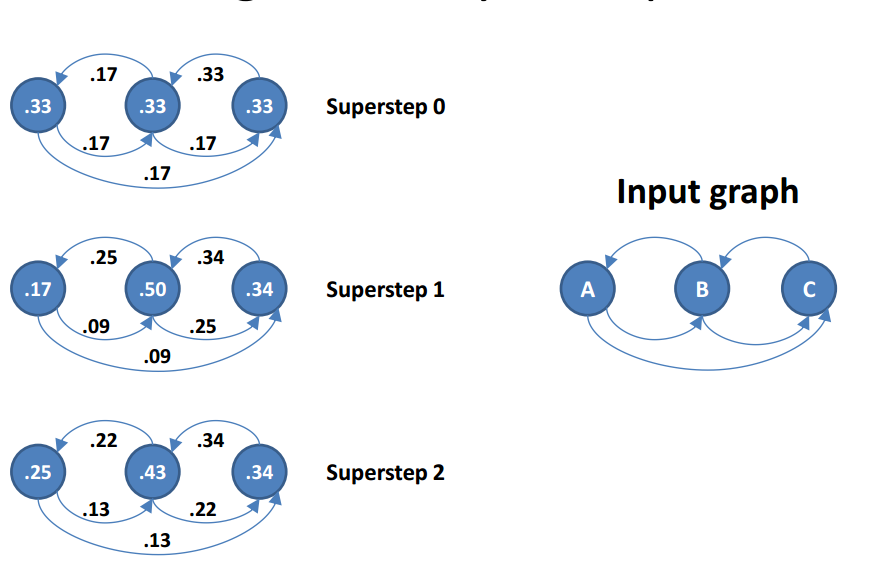 .17 .33
.33 .33 .33 Superstep 0
.17 .17
.17
Input graph
.25 .34
.17 .50 .34 Superstep 1
A B C
.09 .25
.09
.22 .34
.25 .43 .34 Superstep 2
.13 .22
.13